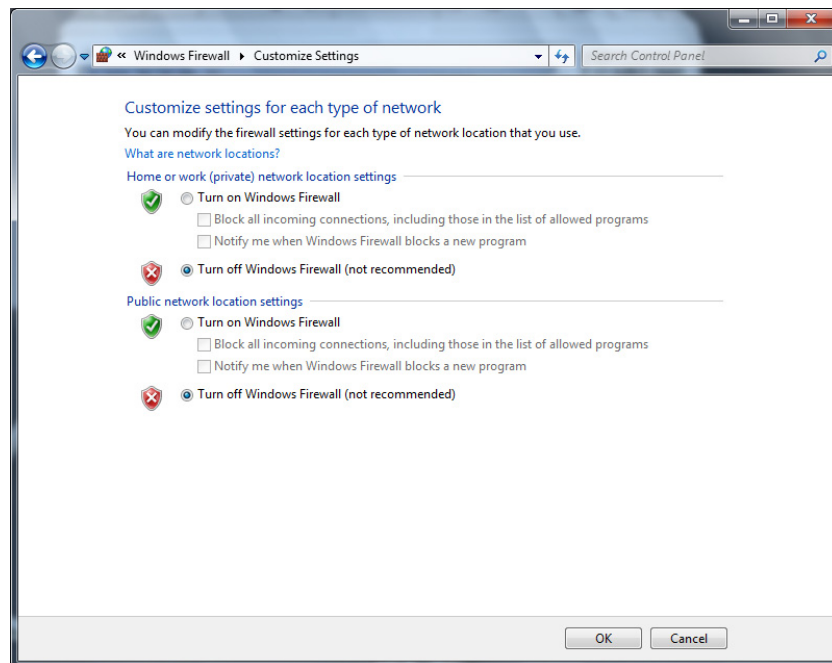 « Windows Firewall ▸ Customize Settings
Search Control Panel
Customize settings for each type of network
You can modify the firewall settings for each type of network location that you use.
What are network locations?
Home or work (private) network location settings
Turn on Windows Firewall
Block all incoming connections, including those in the list of allowed programs
Notify me when Windows Firewall blocks a new program
Turn off Windows Firewall (not recommended)
Public network location settings
Turn on Windows Firewall
Block all incoming connections, including those in the list of allowed programs
Notify me when Windows Firewall blocks a new program
Turn off Windows Firewall (not recommended)
OK
Cancel